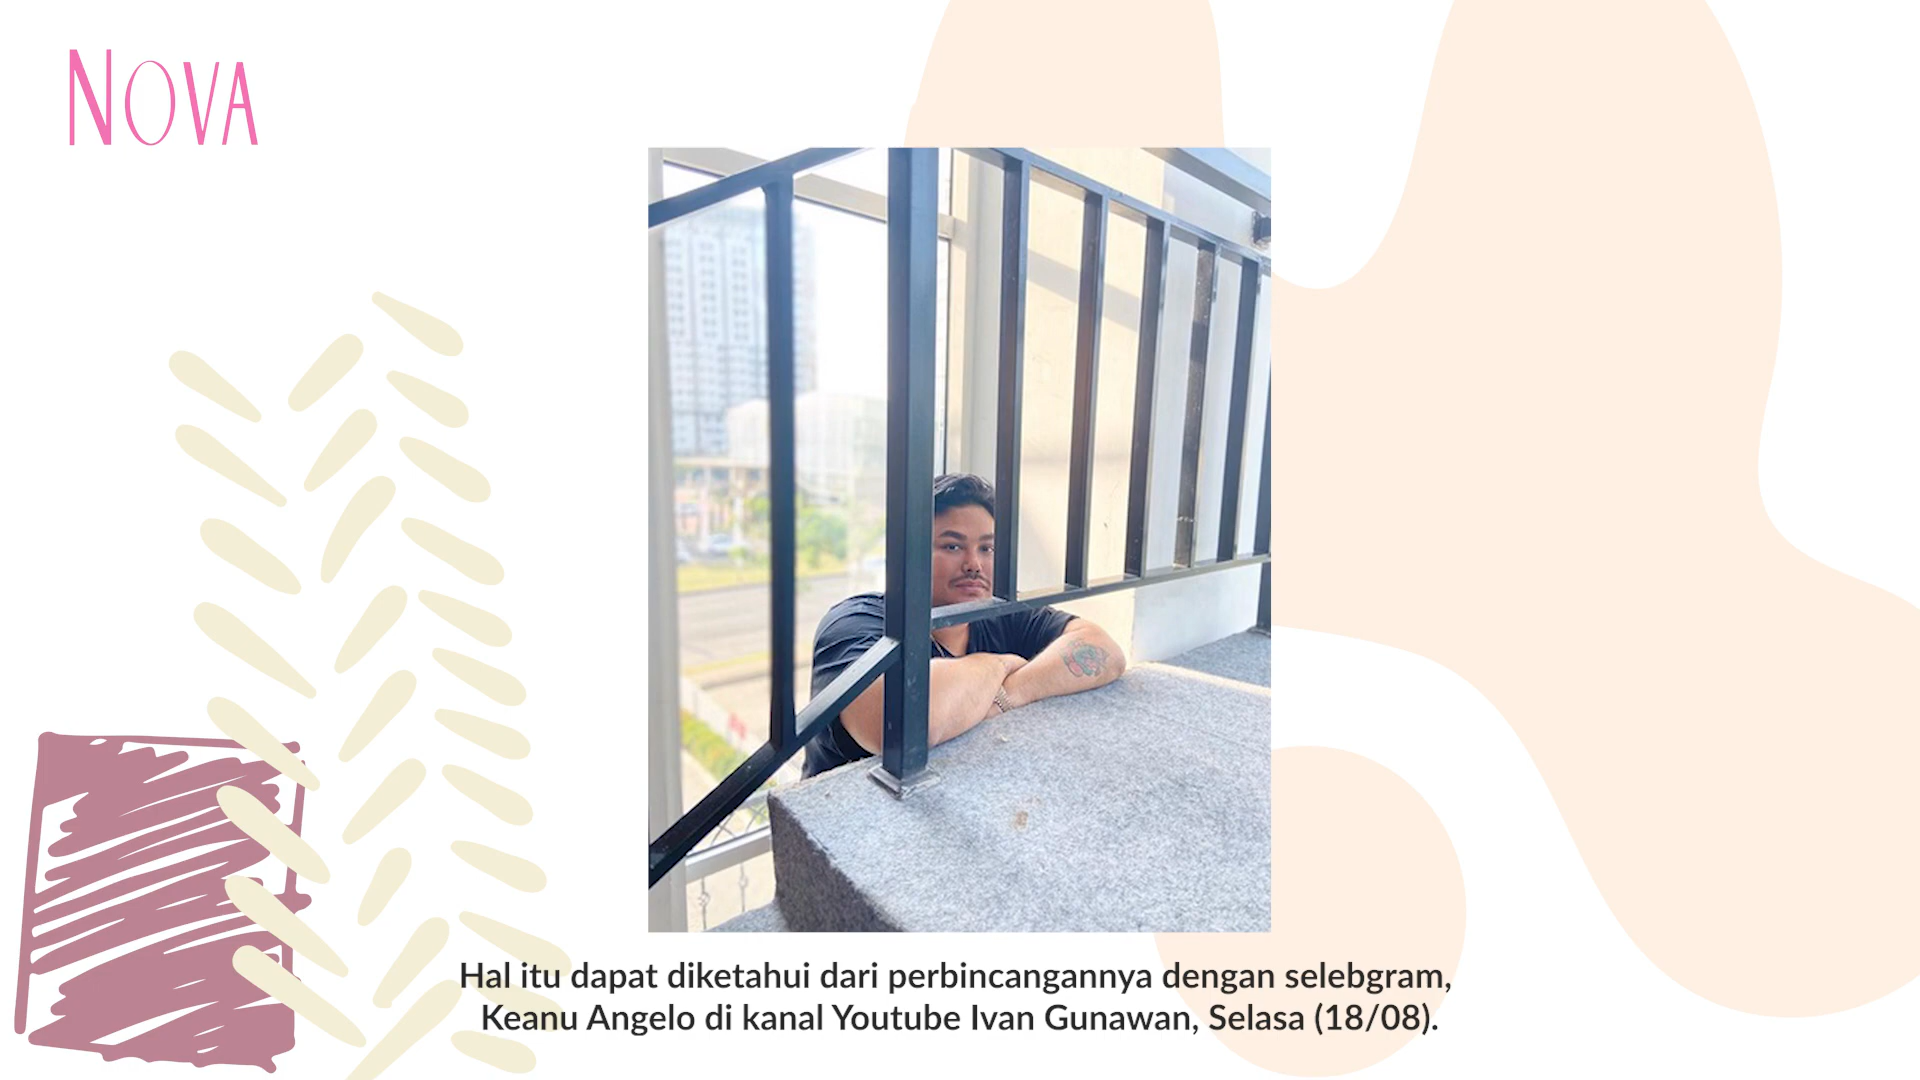 NOVA
Hal itu dapat diketahui dari perbincangannya dengan selebgram,
Keanu Angelo di kanal Youtube Ivan Gunawan, Selasa (18/08).